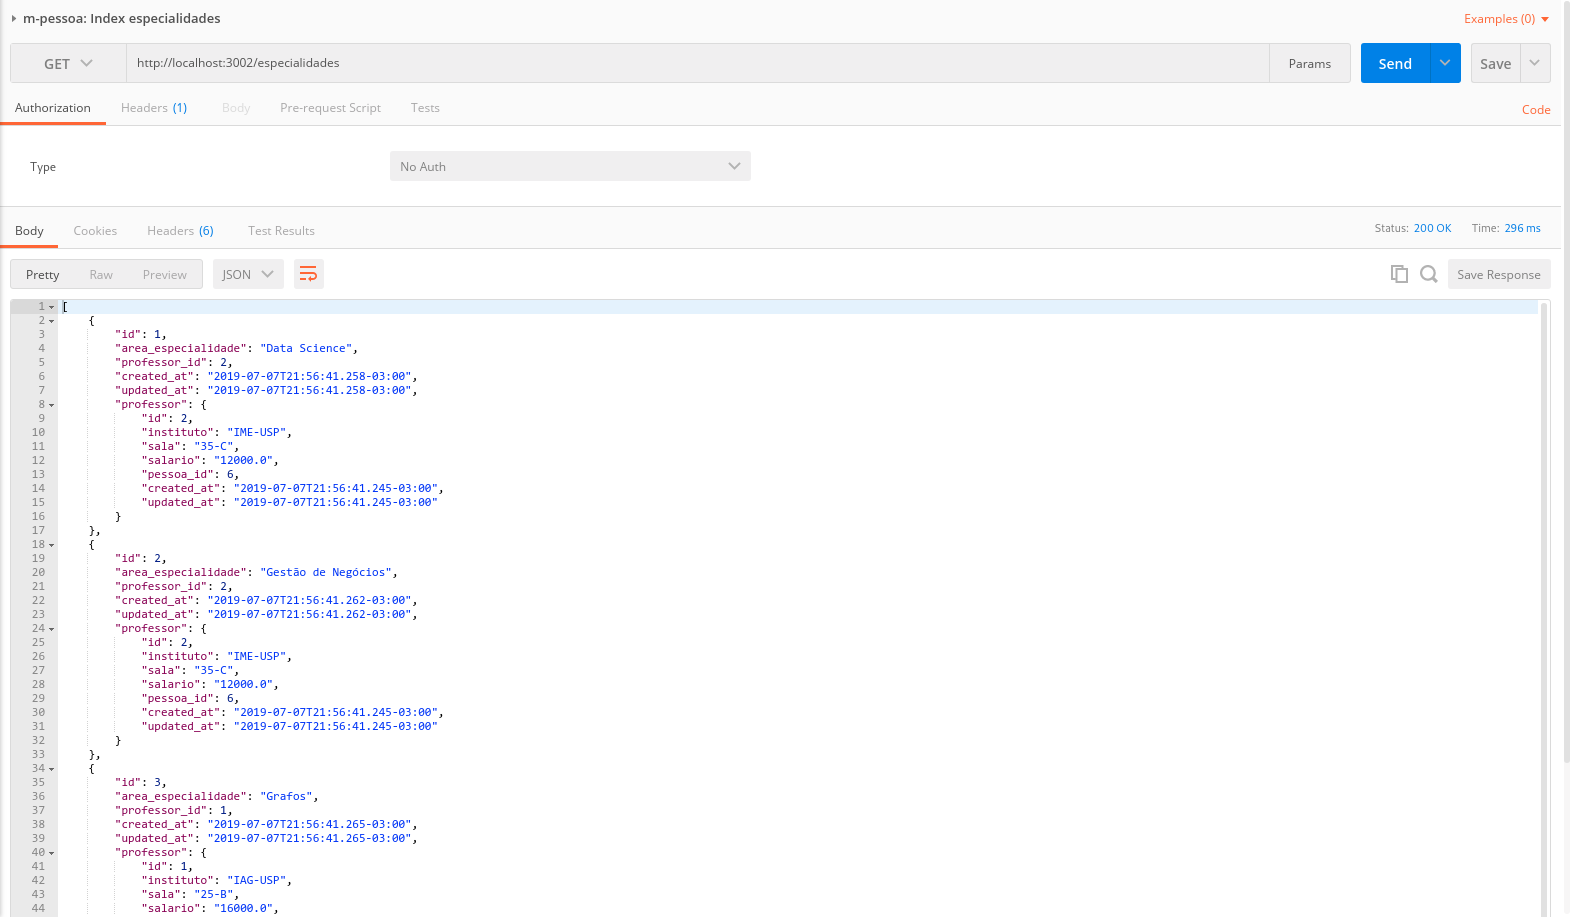 m-pessoa: Index especialidades
Examples (0)
GET
http://localhost:3002/especialidades
Params
Send
Save
Authorization
Headers (1)
Body
Pre-request Script
Tests
Code
Type
No Auth
Body
Cookies
Headers (6)
Test Results
Status: 200 OK
Time: 296 ms
Pretty
Raw
Preview
JSON
Save Response
1 [
2 {
3 "id": 1,
4 "area_especialidade": "Data Science",
5 "professor_id": 2,
6 "created_at": "2019-07-07T21:56:41.258-03:00",
7 "updated_at": "2019-07-07T21:56:41.258-03:00",
8 "professor": {
9 "id": 2,
10 "instituto": "IME-USP",
11 "sala": "35-C",
12 "salario": "12000.0",
13 "pessoa_id": 6,
14 "created_at": "2019-07-07T21:56:41.245-03:00",
15 "updated_at": "2019-07-07T21:56:41.245-03:00"
16 }
17 },
18 {
19 "id": 2,
20 "area_especialidade": "Gestão de Negócios",
21 "professor_id": 2,
22 "created_at": "2019-07-07T21:56:41.262-03:00",
23 "updated_at": "2019-07-07T21:56:41.262-03:00",
24 "professor": {
25 "id": 2,
26 "instituto": "IME-USP",
27 "sala": "35-C",
28 "salario": "12000.0",
29 "pessoa_id": 6,
30 "created_at": "2019-07-07T21:56:41.245-03:00",
31 "updated_at": "2019-07-07T21:56:41.245-03:00"
32 }
33 },
34 {
35 "id": 3,
36 "area_especialidade": "Grafos",
37 "professor_id": 1,
38 "created_at": "2019-07-07T21:56:41.265-03:00",
39 "updated_at": "2019-07-07T21:56:41.265-03:00",
40 "professor": {
41 "id": 1,
42 "instituto": "IAG-USP",
43 "sala": "25-B",
44 "salario": "16000.0",